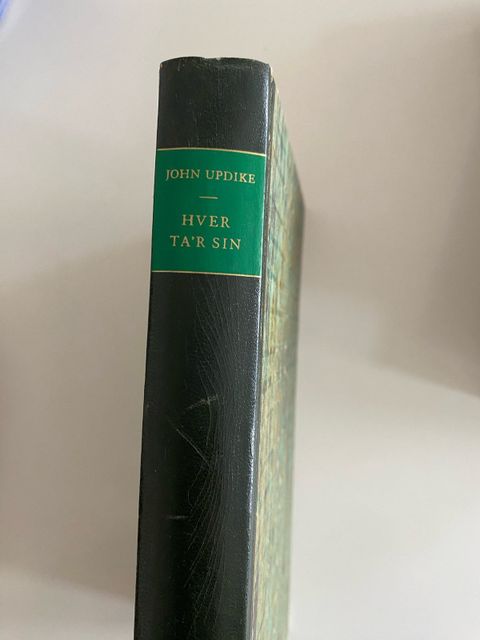 JOHN UPDIKE
HVER
TA'R SIN